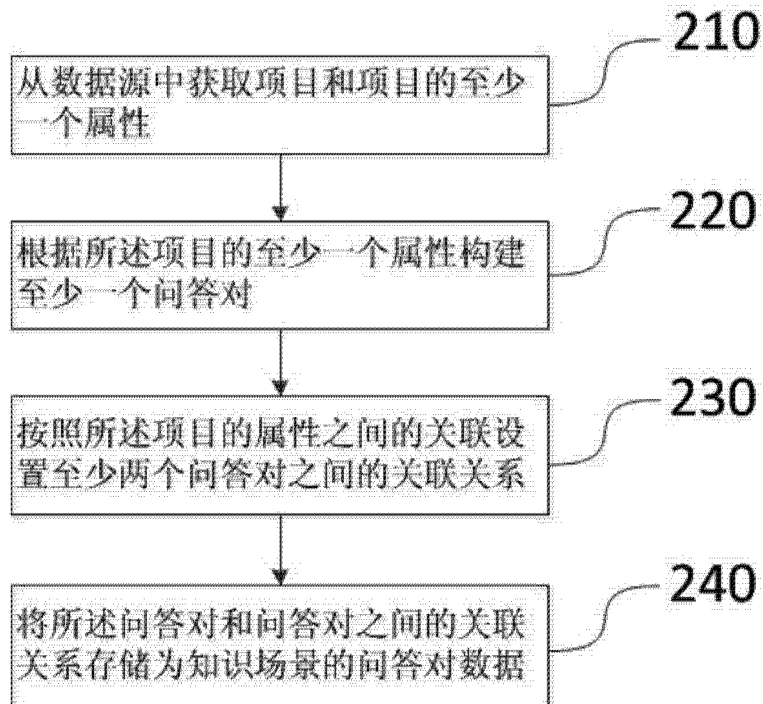 210
从数据源中获取项目和项目的至少
一个属性
220
根据所述项目的至少一个属性构建
至少一个问答对
230
按照所述项目的属性之间的关联设
置至少两个问答对之间的关联关系
240
将所述问答对和问答对之间的关联
关系存储为知识场景的问答对数据